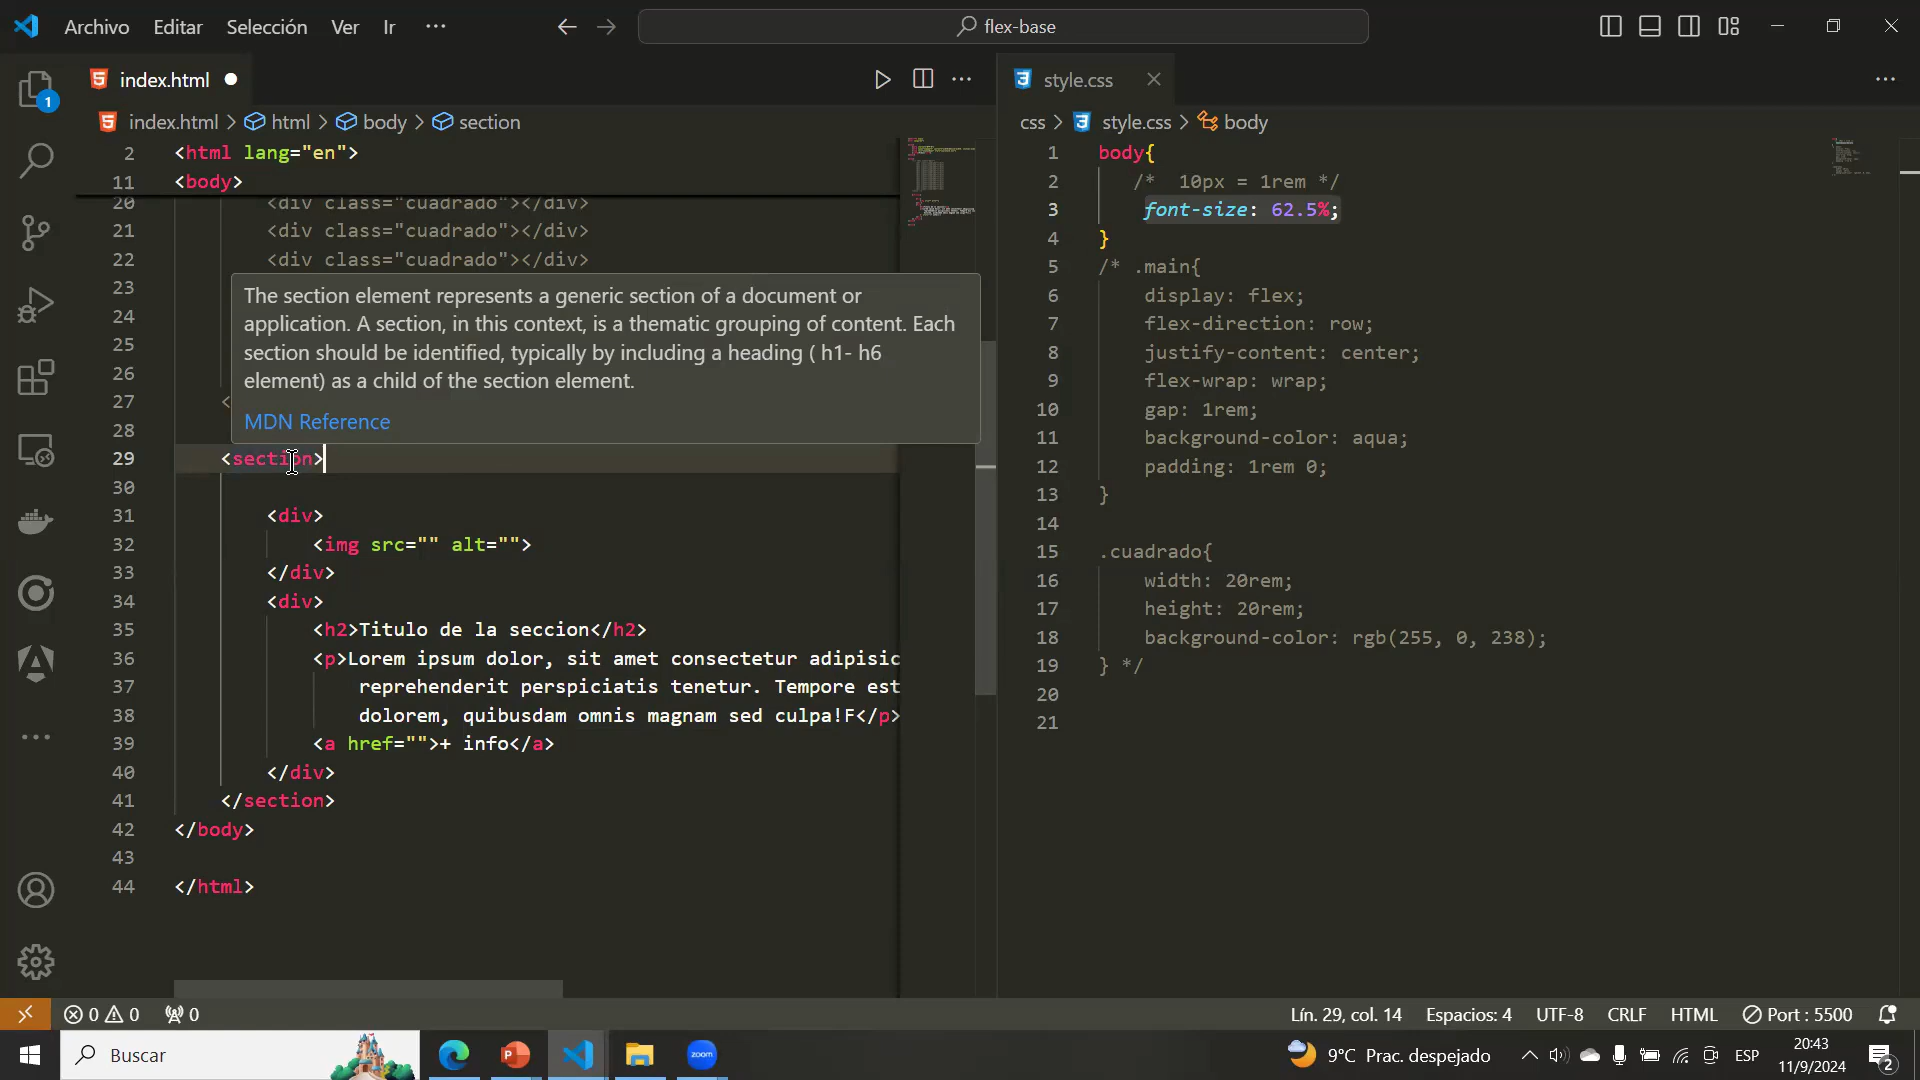 Archivo Editar Selección Ver Ir ... flex-base
index.html
style.css
index.html > html > body > section
css > style.css > body
2 <html lang="en">
11 <body>
20 <div class="cuadrado"></div>
21 <div class="cuadrado"></div>
22 <div class="cuadrado"></div>
23
24
25
26
27 <
28
The section element represents a generic section of a document or
application. A section, in this context, is a thematic grouping of content. Each
section should be identified, typically by including a heading ( h1- h6
element) as a child of the section element.
MDN Reference
29 <section>
30
31 <div>
32 <img src="" alt="">
33 </div>
34 <div>
35 <h2>Titulo de la seccion</h2>
36 <p>Lorem ipsum dolor, sit amet consectetur adipisic
37 reprehenderit perspiciatis tenetur. Tempore est
38 dolorem, quibusdam omnis magnam sed culpa!F</p>
39 <a href="">+ info</a>
40 </div>
41 </section>
42 </body>
43
44 </html>
1 body{
2 /* 10px = 1rem */
3 font-size: 62.5%;
4 }
5 /* .main{
6 display: flex;
7 flex-direction: row;
8 justify-content: center;
9 flex-wrap: wrap;
10 gap: 1rem;
11 background-color: aqua;
12 padding: 1rem 0;
13 }
14
15 .cuadrado{
16 width: 20rem;
17 height: 20rem;
18 background-color: rgb(255, 0, 238);
19 } */
20
21
1
0 0 0 Lín. 29, col. 14 Espacios: 4 UTF-8 CRLF HTML Port : 5500
Buscar
zoom
9°C Prac. despejado ESP
20:43
11/9/2024
2